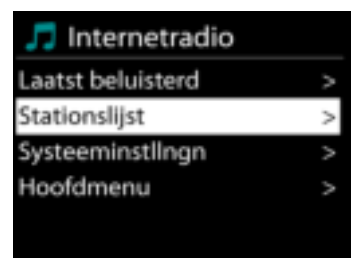 Internetradio
Laatst beluisterd >
Stationslijst >
Systeeminstllngn >
Hoofdmenu >